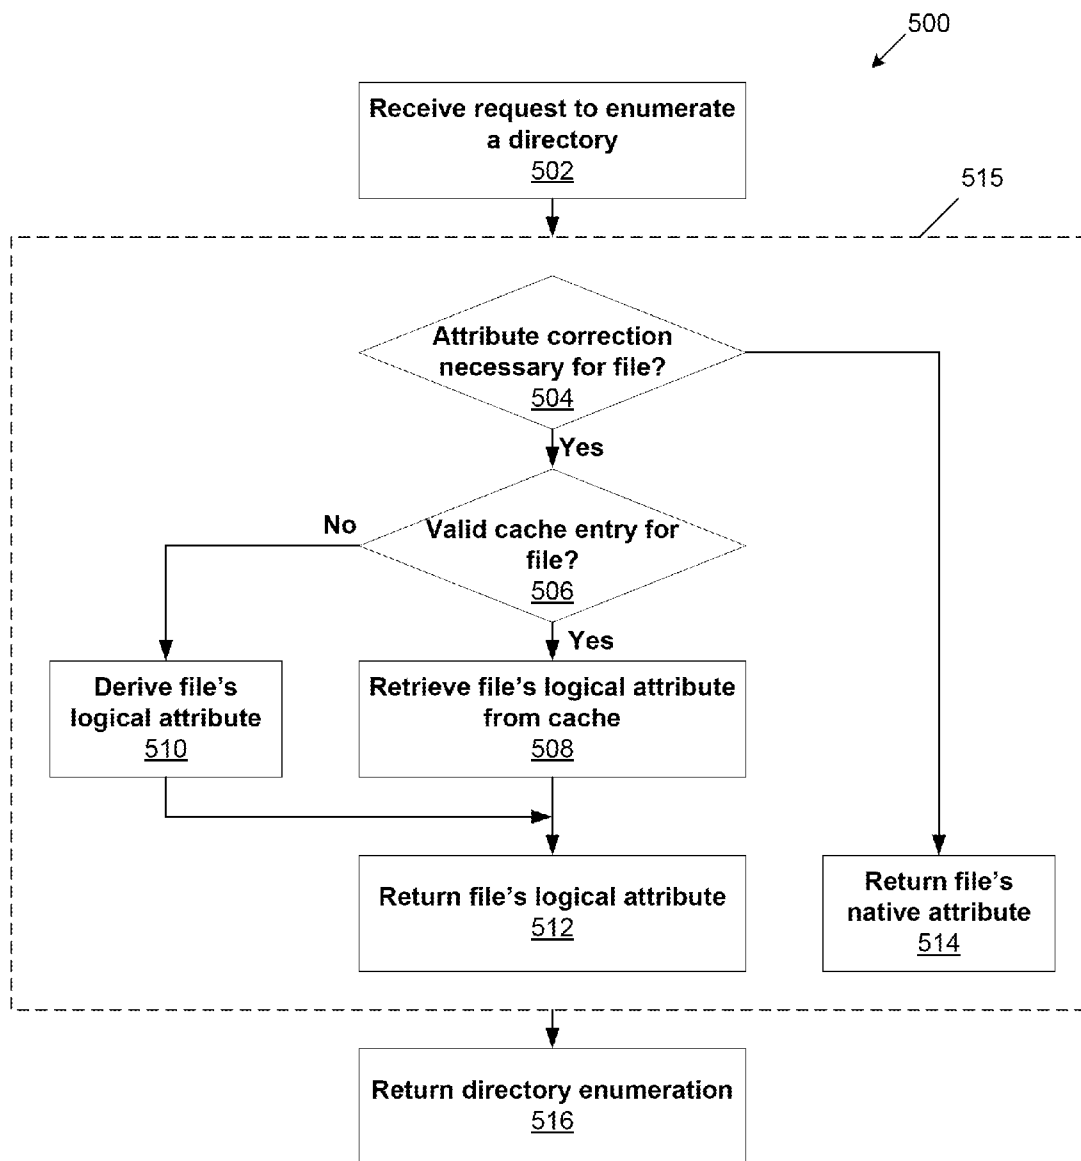 500
Receive request to enumerate
a directory
502
515
Attribute correction
necessary for file?
504
Yes
No
Valid cache entry for
file?
506
Yes
Derive file's
logical attribute
510
Retrieve file's logical attribute
from cache
508
Return file's logical attribute
512
Return file's
native attribute
514
Return directory enumeration
516